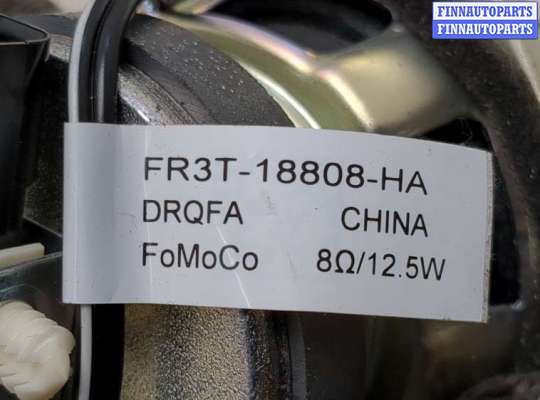 FINNAUTOPARTS
FINNAUTOPARTS
FR3T-18808-HA
DRQFA CHINA
FoMoCo 8Ω/12.5W